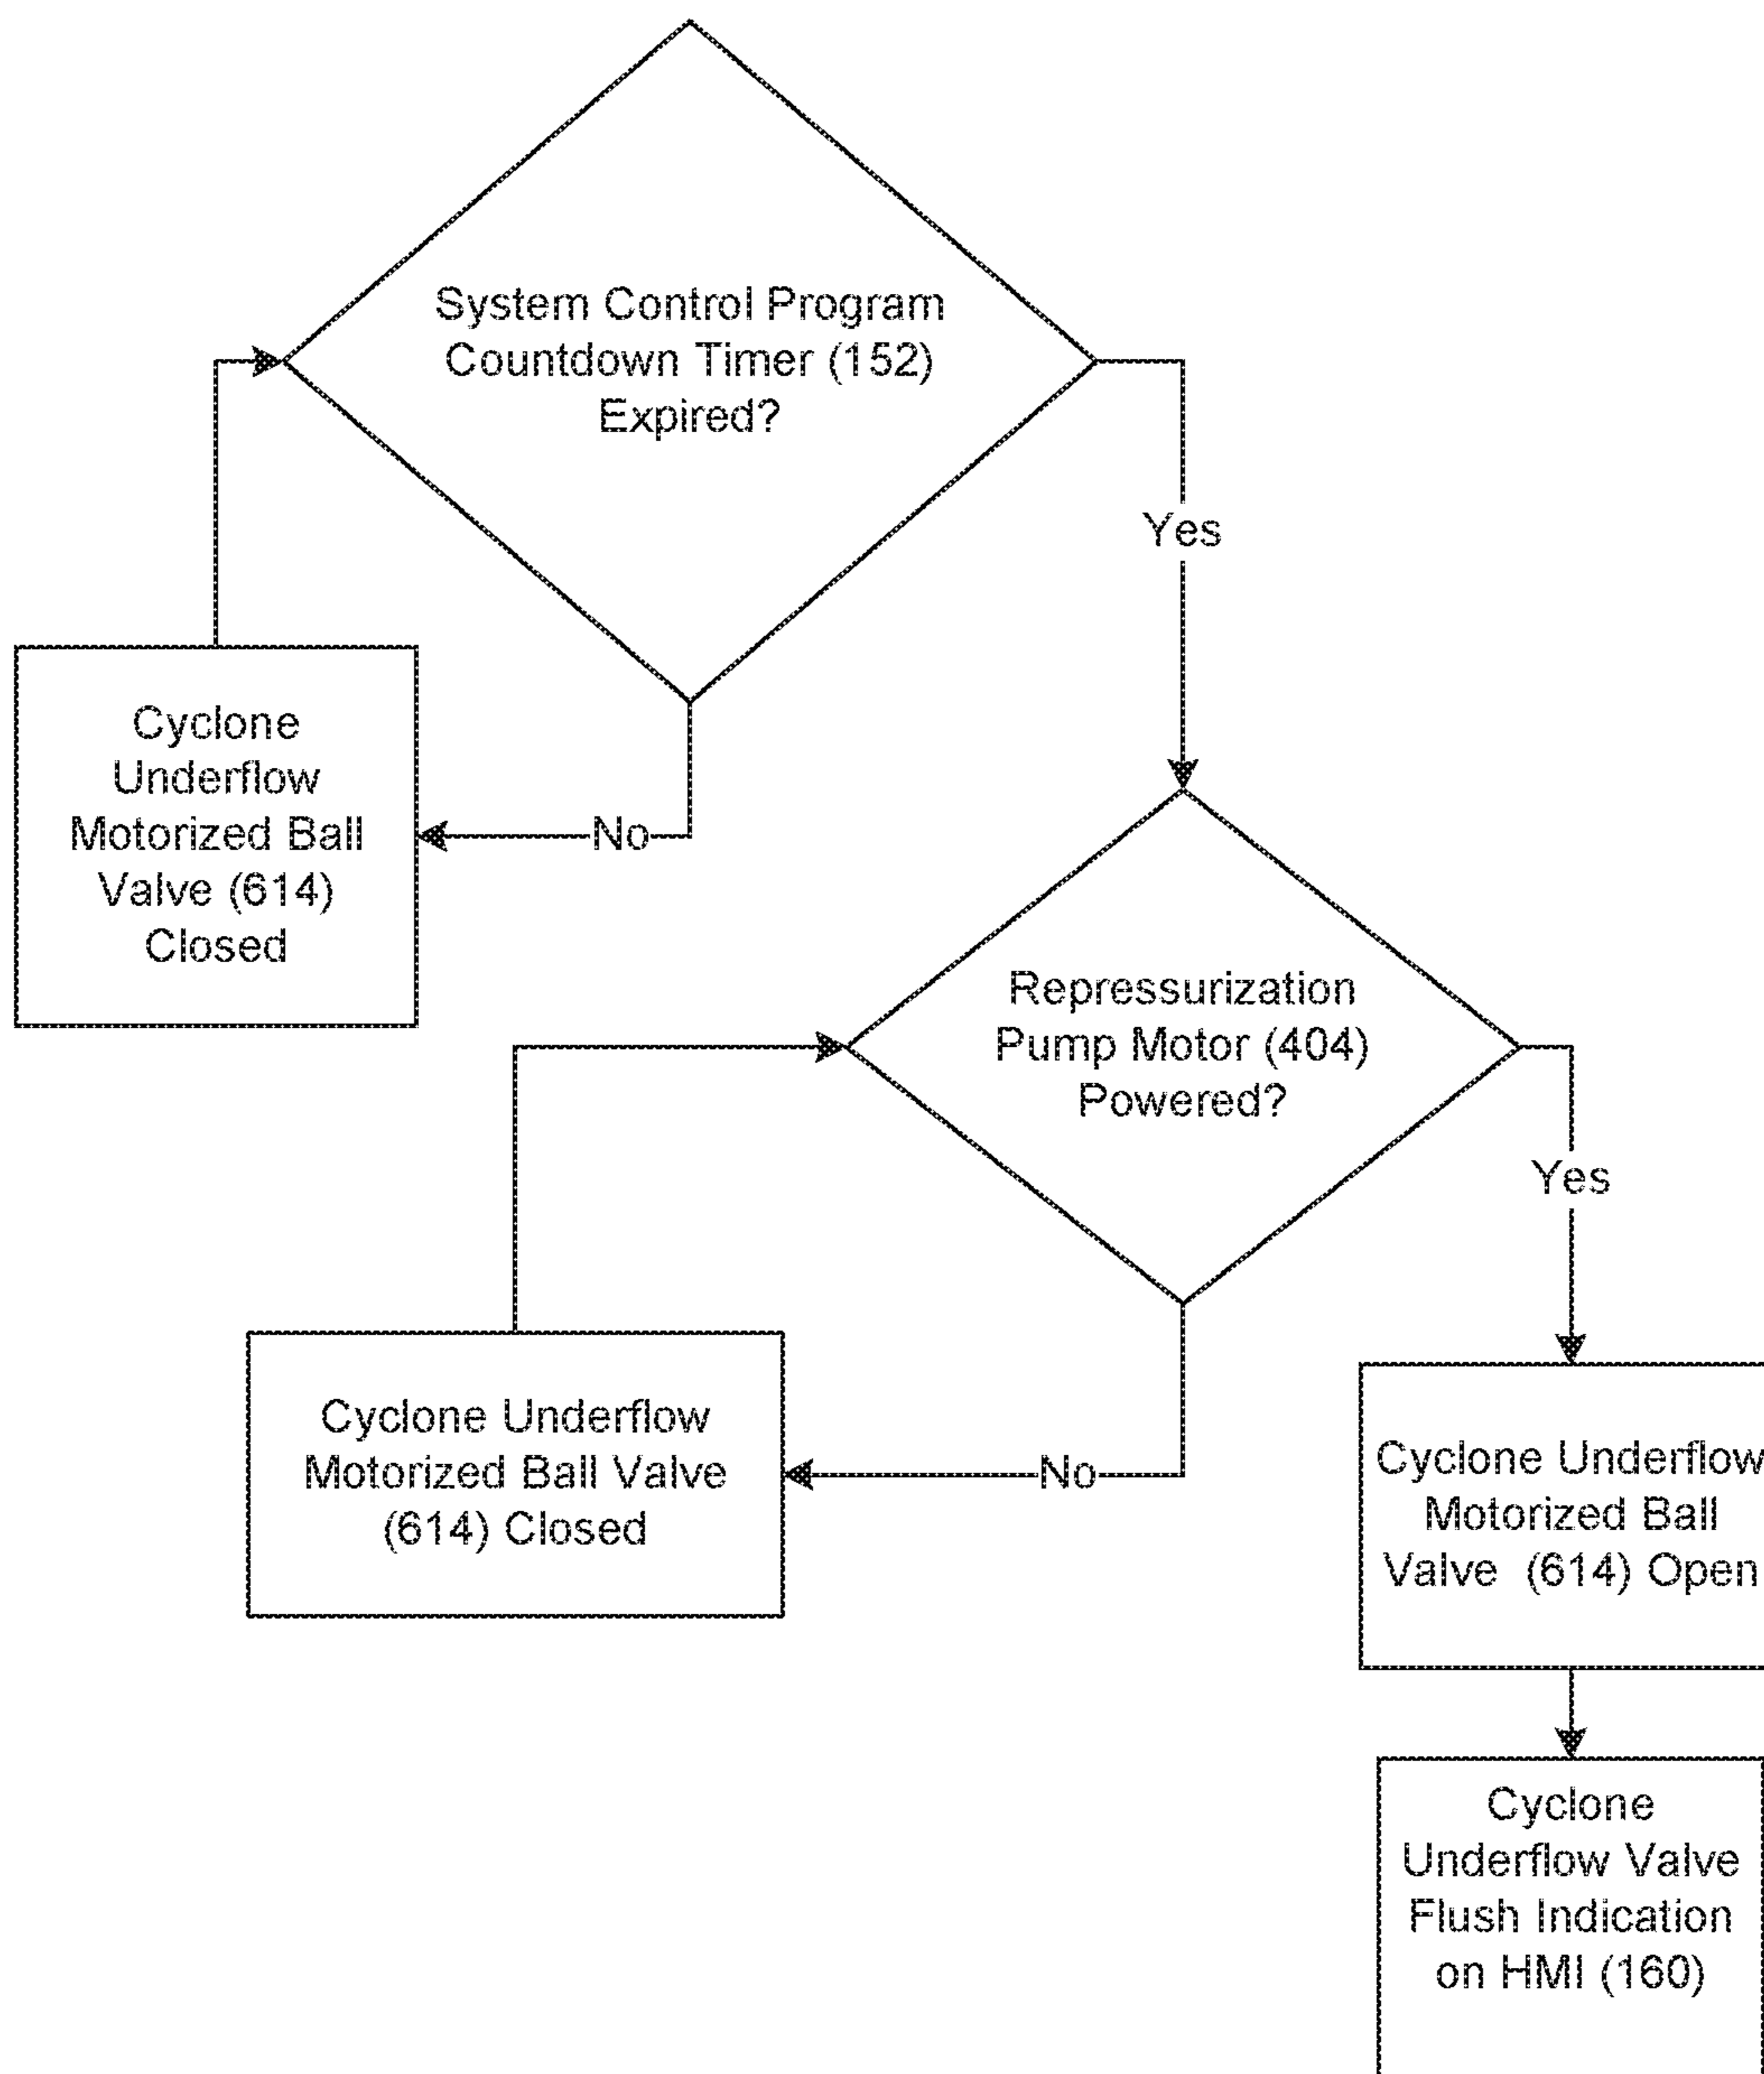 System Control Program
Countdown Timer (152)
Expired?
Yes
Cyclone
Underflow
Motorized Ball
Valve (614)
Closed
No
Repressurization
Pump Motor (404)
Powered?
Yes
Cyclone Underflow
Motorized Ball Valve
(614) Closed
No
Cyclone Underflow
Motorized Ball
Valve (614) Open
Cyclone
Underflow Valve
Flush Indication
on HMI (160)